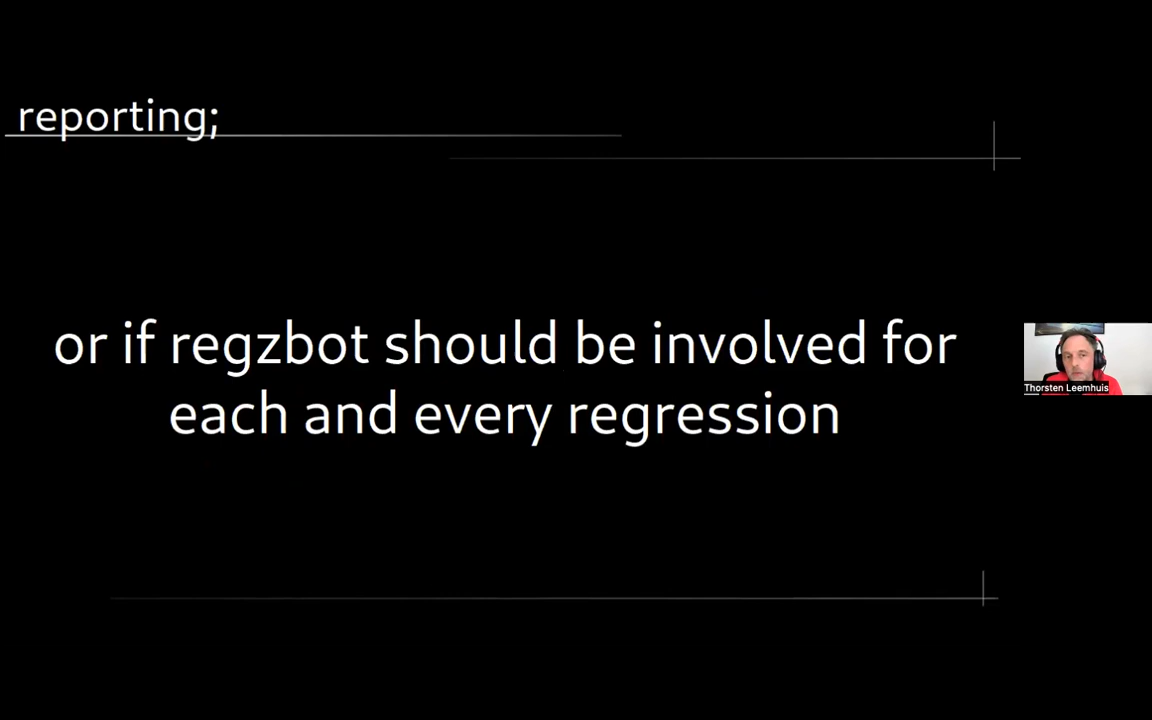 reporting;
or if regzbot should be involved for
each and every regression
Thorsten Leemhuis